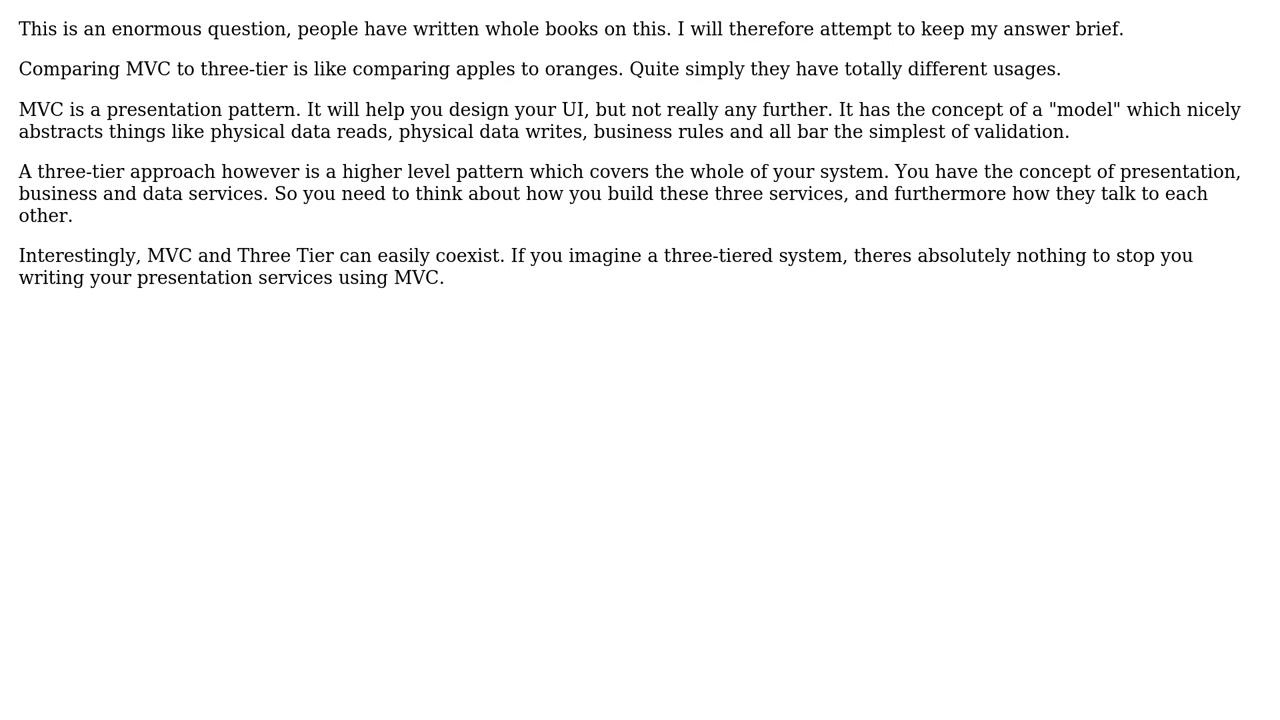 This is an enormous question, people have written whole books on this. I will therefore attempt to keep my answer brief.
Comparing MVC to three-tier is like comparing apples to oranges. Quite simply they have totally different usages.
MVC is a presentation pattern. It will help you design your UI, but not really any further. It has the concept of a "model" which nicely
abstracts things like physical data reads, physical data writes, business rules and all bar the simplest of validation.
A three-tier approach however is a higher level pattern which covers the whole of your system. You have the concept of presentation,
business and data services. So you need to think about how you build these three services, and furthermore how they talk to each
other.
Interestingly, MVC and Three Tier can easily coexist. If you imagine a three-tiered system, theres absolutely nothing to stop you
writing your presentation services using MVC.